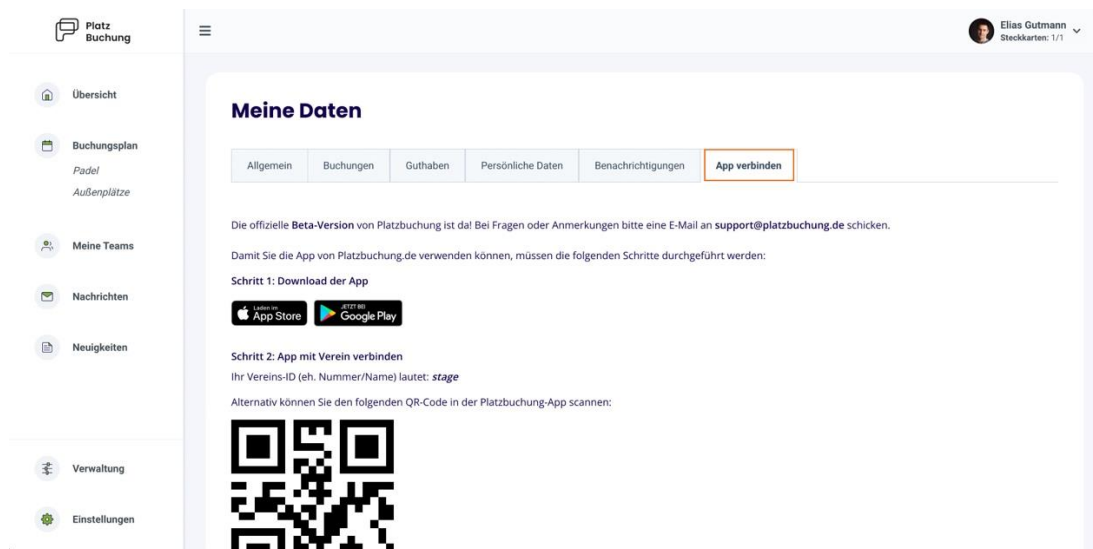 Platz
Buchung
Elias Gutmann
Steckkarten: 1/1
Übersicht
Buchungsplan
Padel
Außenplätze
Meine Teams
Nachrichten
Neuigkeiten
Verwaltung
Einstellungen
Meine Daten
Allgemein
Buchungen
Guthaben
Persönliche Daten
Benachrichtigungen
App verbinden
Die offizielle Beta-Version von Platzbuchung ist da! Bei Fragen oder Anmerkungen bitte eine E-Mail an support@platzbuchung.de schicken.
Damit Sie die App von Platzbuchung.de verwenden können, müssen die folgenden Schritte durchgeführt werden:
Schritt 1: Download der App
Laden im
App Store
JETZT BEI
Google Play
Schritt 2: App mit Verein verbinden
Ihr Vereins-ID (eh. Nummer/Name) lautet: stage
Alternativ können Sie den folgenden QR-Code in der Platzbuchung-App scannen: